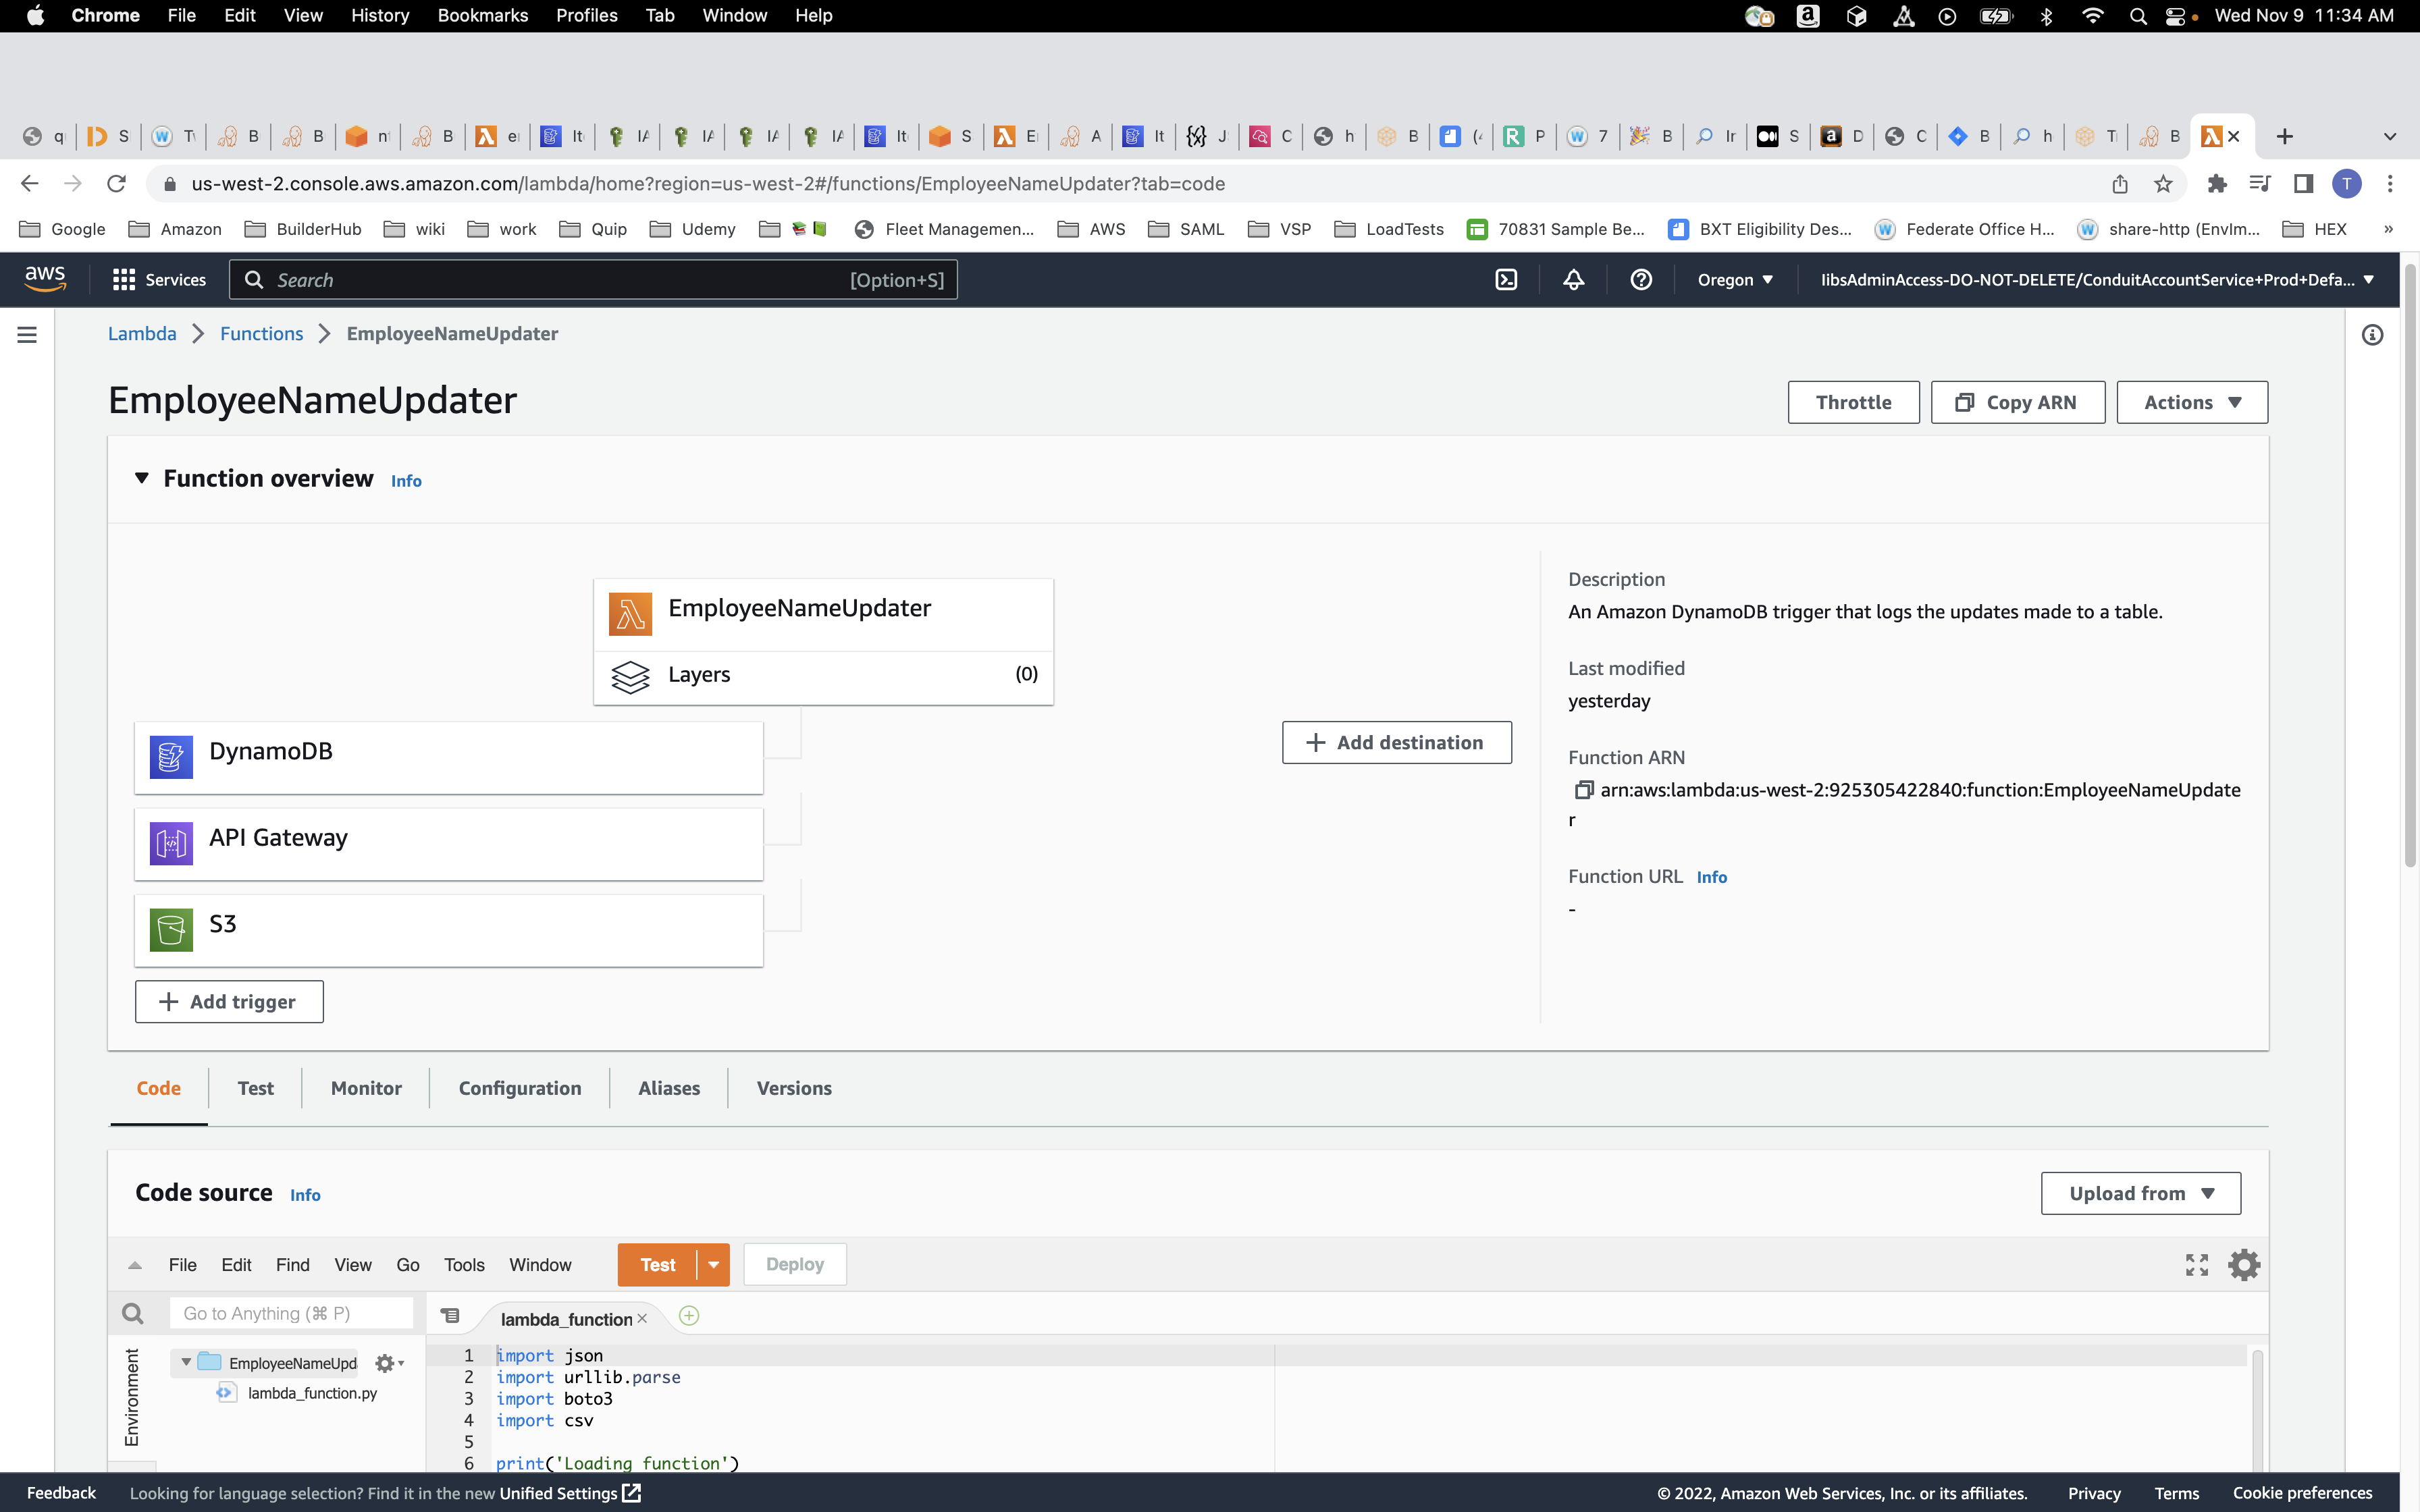 Chrome File Edit View History Bookmarks Profiles Tab Window Help Wed Nov 9 11:34 AM
q S T B B n B e It IA IA IA IA It S E A It J C h B (4 P 7 B Ir S D C B h T B
us-west-2.console.aws.amazon.com/lambda/home?region=us-west-2#/functions/EmployeeNameUpdater?tab=code T
Google Amazon BuilderHub wiki work Quip Udemy Fleet Managemen... AWS SAML VSP LoadTests 70831 Sample Be... BXT Eligibility Des... Federate Office H... share-http (EnvIm... HEX »
aws Services Search [Option+S] Oregon IibsAdminAccess-DO-NOT-DELETE/ConduitAccountService+Prod+Defa...
Lambda Functions EmployeeNameUpdater
EmployeeNameUpdater Throttle Copy ARN Actions
Function overview Info
EmployeeNameUpdater
Layers (0)
DynamoDB
API Gateway
S3
Add trigger
Add destination
Description
An Amazon DynamoDB trigger that logs the updates made to a table.
Last modified
yesterday
Function ARN
arn:aws:lambda:us-west-2:925305422840:function:EmployeeNameUpdate
r
Function URL Info
-
Code Test Monitor Configuration Aliases Versions
Code source Info Upload from
File Edit Find View Go Tools Window Test Deploy
Go to Anything (⌘ P) lambda_function
Environment
EmployeeNameUpd
lambda_function.py
1 import json
2 import urllib.parse
3 import boto3
4 import csv
5
6 print('Loading function')
Feedback Looking for language selection? Find it in the new Unified Settings © 2022, Amazon Web Services, Inc. or its affiliates. Privacy Terms Cookie preferences